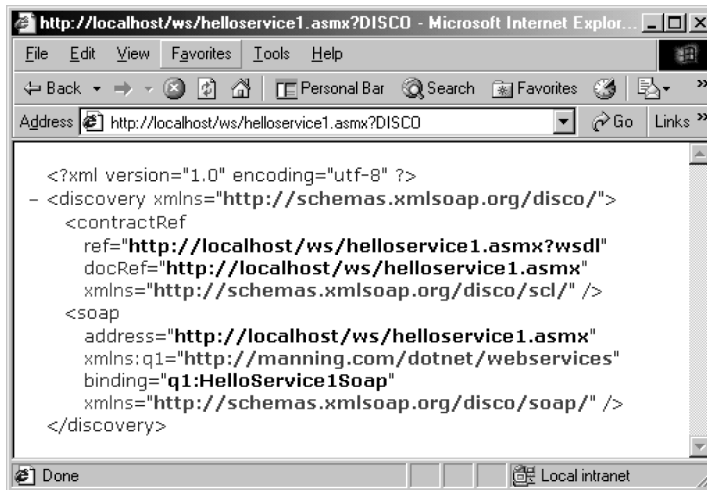 http://localhost/ws/helloservice1.asmx?DISCO - Microsoft Internet Explor...
File Edit View Favorites Tools Help
Back Personal Bar Search Favorites »
Address http://localhost/ws/helloservice1.asmx?DISCO Go Links »
<?xml version="1.0" encoding="utf-8" ?>
- <discovery xmlns="http://schemas.xmlsoap.org/disco/">
<contractRef
ref="http://localhost/ws/helloservice1.asmx?wsdl"
docRef="http://localhost/ws/helloservice1.asmx"
xmlns="http://schemas.xmlsoap.org/disco/scl/" />
<soap
address="http://localhost/ws/helloservice1.asmx"
xmlns:q1="http://manning.com/dotnet/webservices"
binding="q1:HelloService1Soap"
xmlns="http://schemas.xmlsoap.org/disco/soap/" />
</discovery>
Done Local intranet